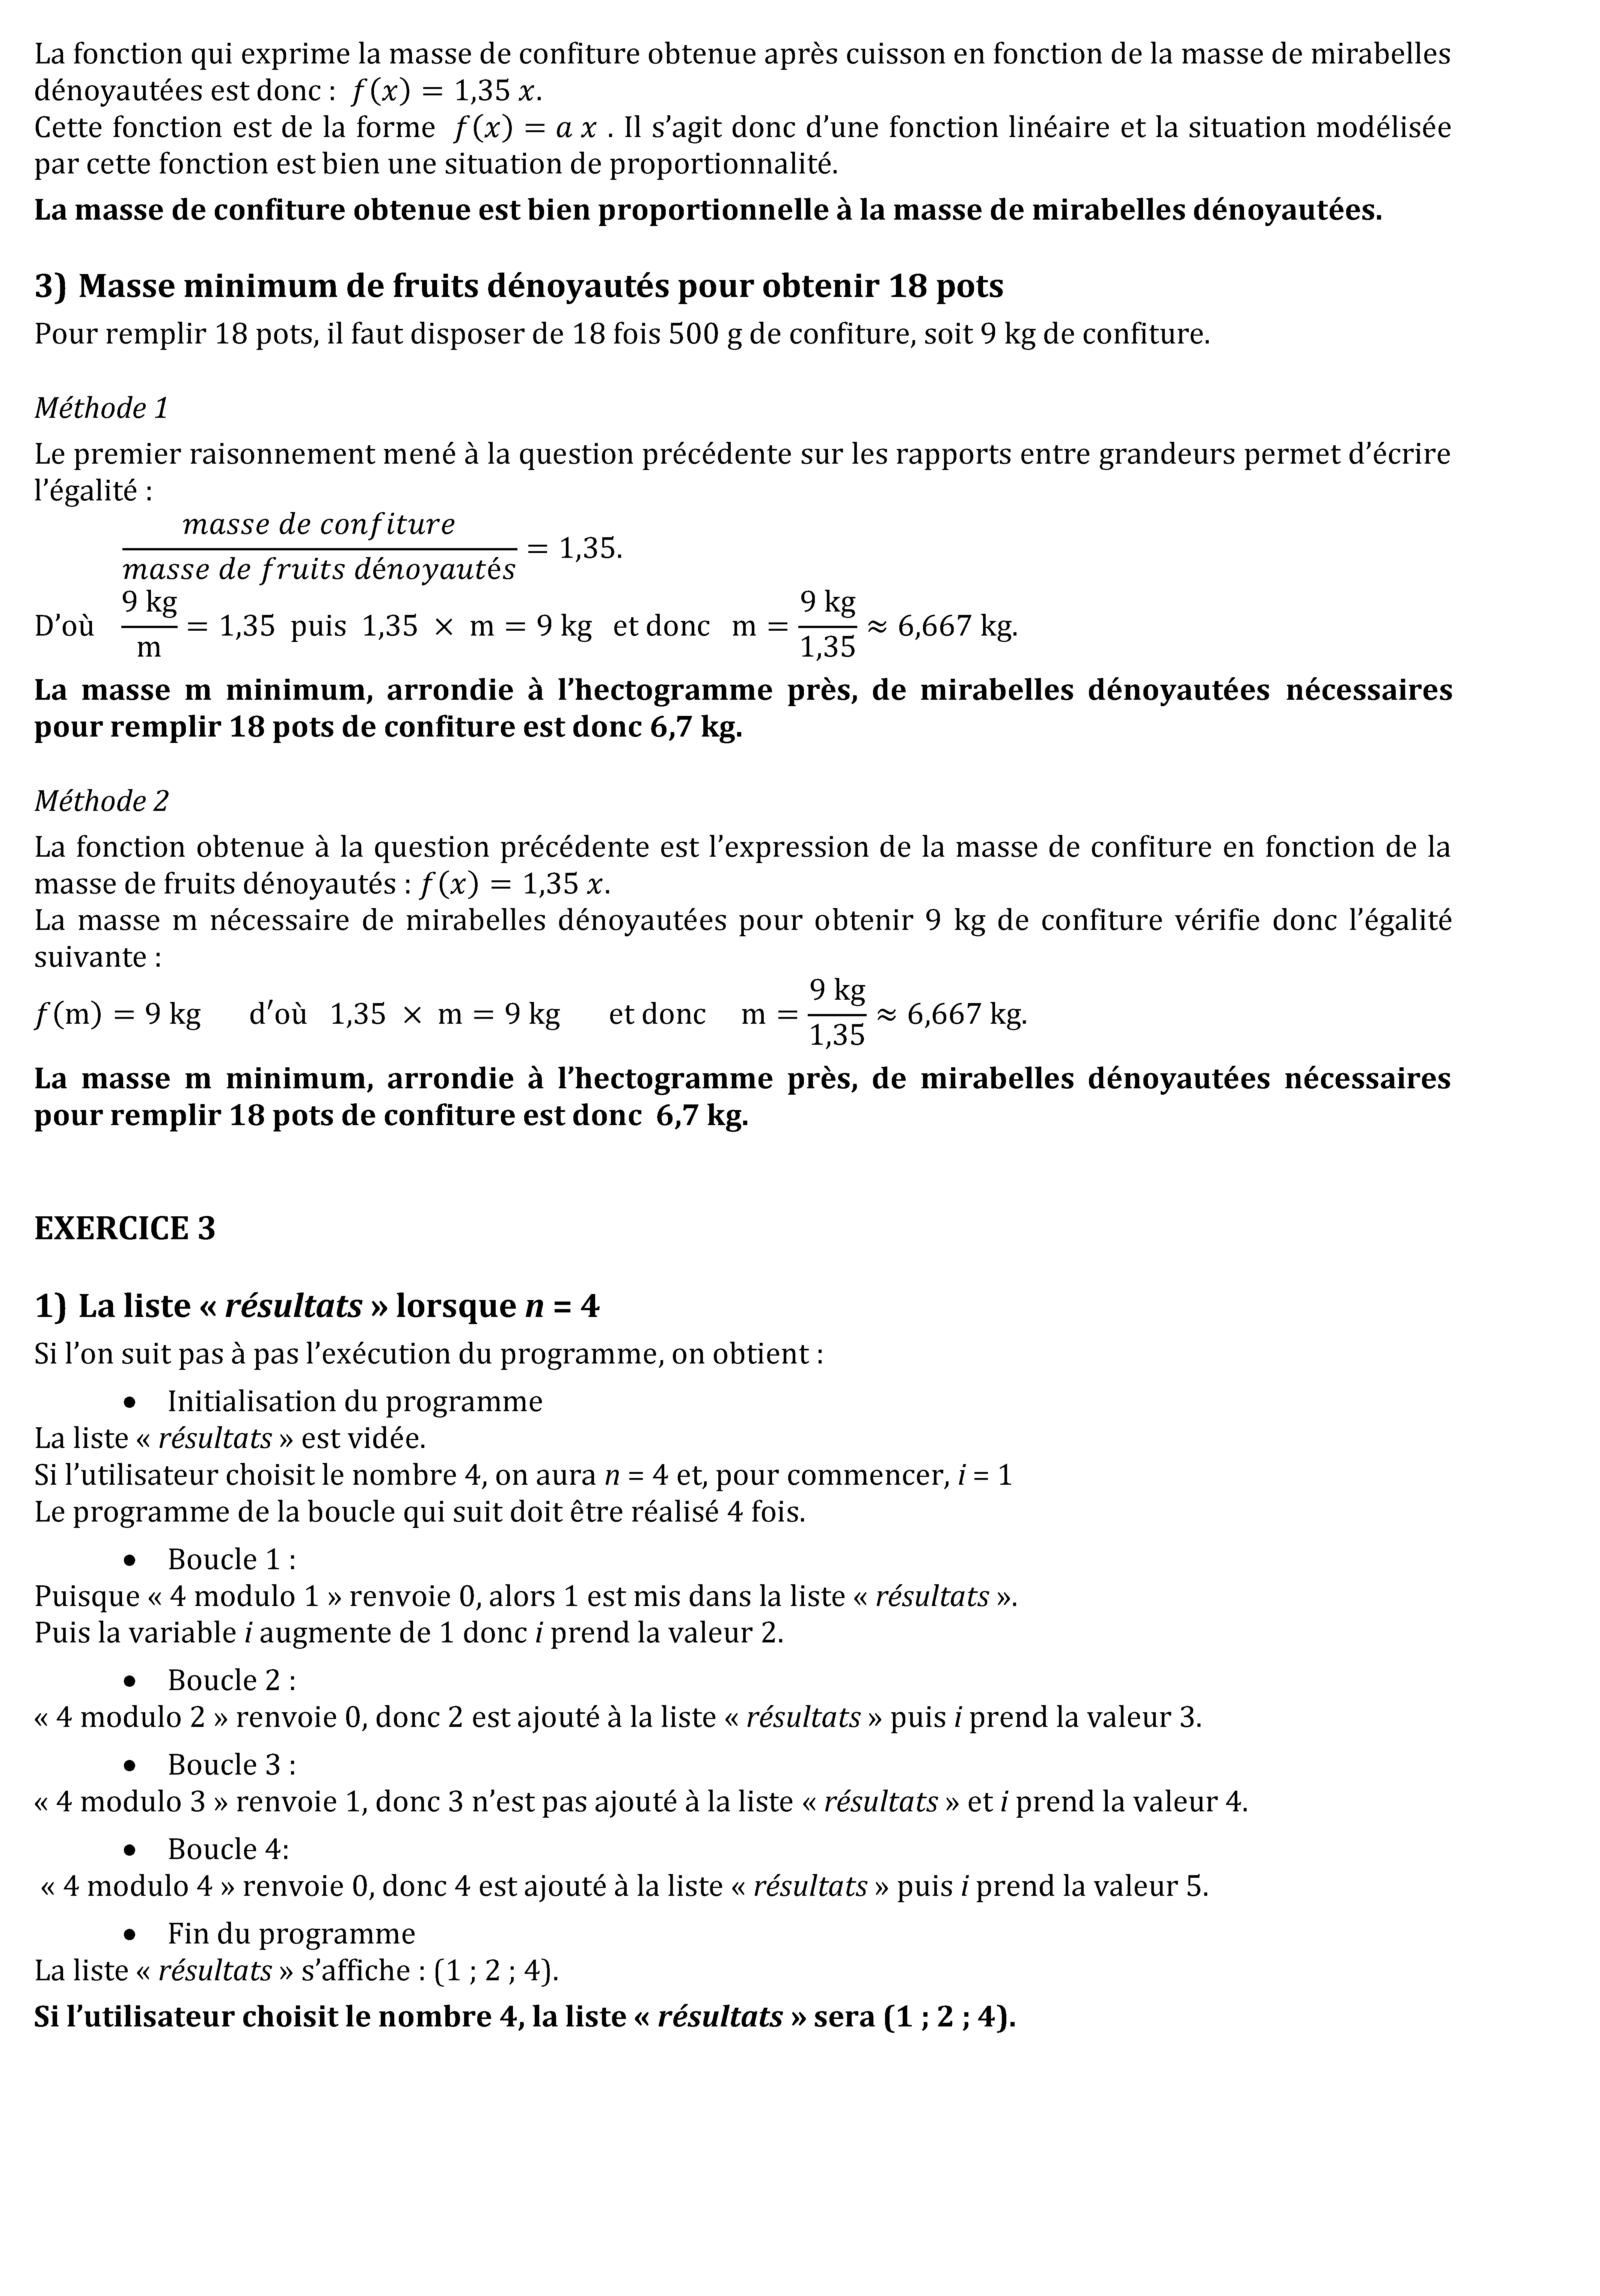 La fonction qui exprime la masse de confiture obtenue après cuisson en fonction de la masse de mirabelles
dénoyautées est donc : f(x) = 1,35 x.
Cette fonction est de la forme f(x) = a x . Il s’agit donc d’une fonction linéaire et la situation modélisée
par cette fonction est bien une situation de proportionnalité.
La masse de confiture obtenue est bien proportionnelle à la masse de mirabelles dénoyautées.
3) Masse minimum de fruits dénoyautés pour obtenir 18 pots
Pour remplir 18 pots, il faut disposer de 18 fois 500 g de confiture, soit 9 kg de confiture.
Méthode 1
Le premier raisonnement mené à la question précédente sur les rapports entre grandeurs permet d’écrire
l’égalité :
masse de confiture
masse de fruits dénoyautés = 1,35.
D’où 9 kg / m = 1,35 puis 1,35 × m = 9 kg et donc m = 9 kg / 1,35 ≈ 6,667 kg.
La masse m minimum, arrondie à l’hectogramme près, de mirabelles dénoyautées nécessaires
pour remplir 18 pots de confiture est donc 6,7 kg.
Méthode 2
La fonction obtenue à la question précédente est l’expression de la masse de confiture en fonction de la
masse de fruits dénoyautés : f(x) = 1,35 x.
La masse m nécessaire de mirabelles dénoyautées pour obtenir 9 kg de confiture vérifie donc l’égalité
suivante :
f(m) = 9 kg d′où 1,35 × m = 9 kg et donc m = 9 kg / 1,35 ≈ 6,667 kg.
La masse m minimum, arrondie à l’hectogramme près, de mirabelles dénoyautées nécessaires
pour remplir 18 pots de confiture est donc 6,7 kg.
EXERCICE 3
1) La liste « résultats » lorsque n = 4
Si l’on suit pas à pas l’exécution du programme, on obtient :
• Initialisation du programme
La liste « résultats » est vidée.
Si l’utilisateur choisit le nombre 4, on aura n = 4 et, pour commencer, i = 1
Le programme de la boucle qui suit doit être réalisé 4 fois.
• Boucle 1 :
Puisque « 4 modulo 1 » renvoie 0, alors 1 est mis dans la liste « résultats ».
Puis la variable i augmente de 1 donc i prend la valeur 2.
• Boucle 2 :
« 4 modulo 2 » renvoie 0, donc 2 est ajouté à la liste « résultats » puis i prend la valeur 3.
• Boucle 3 :
« 4 modulo 3 » renvoie 1, donc 3 n’est pas ajouté à la liste « résultats » et i prend la valeur 4.
• Boucle 4:
« 4 modulo 4 » renvoie 0, donc 4 est ajouté à la liste « résultats » puis i prend la valeur 5.
• Fin du programme
La liste « résultats » s’affiche : (1 ; 2 ; 4).
Si l’utilisateur choisit le nombre 4, la liste « résultats » sera (1 ; 2 ; 4).